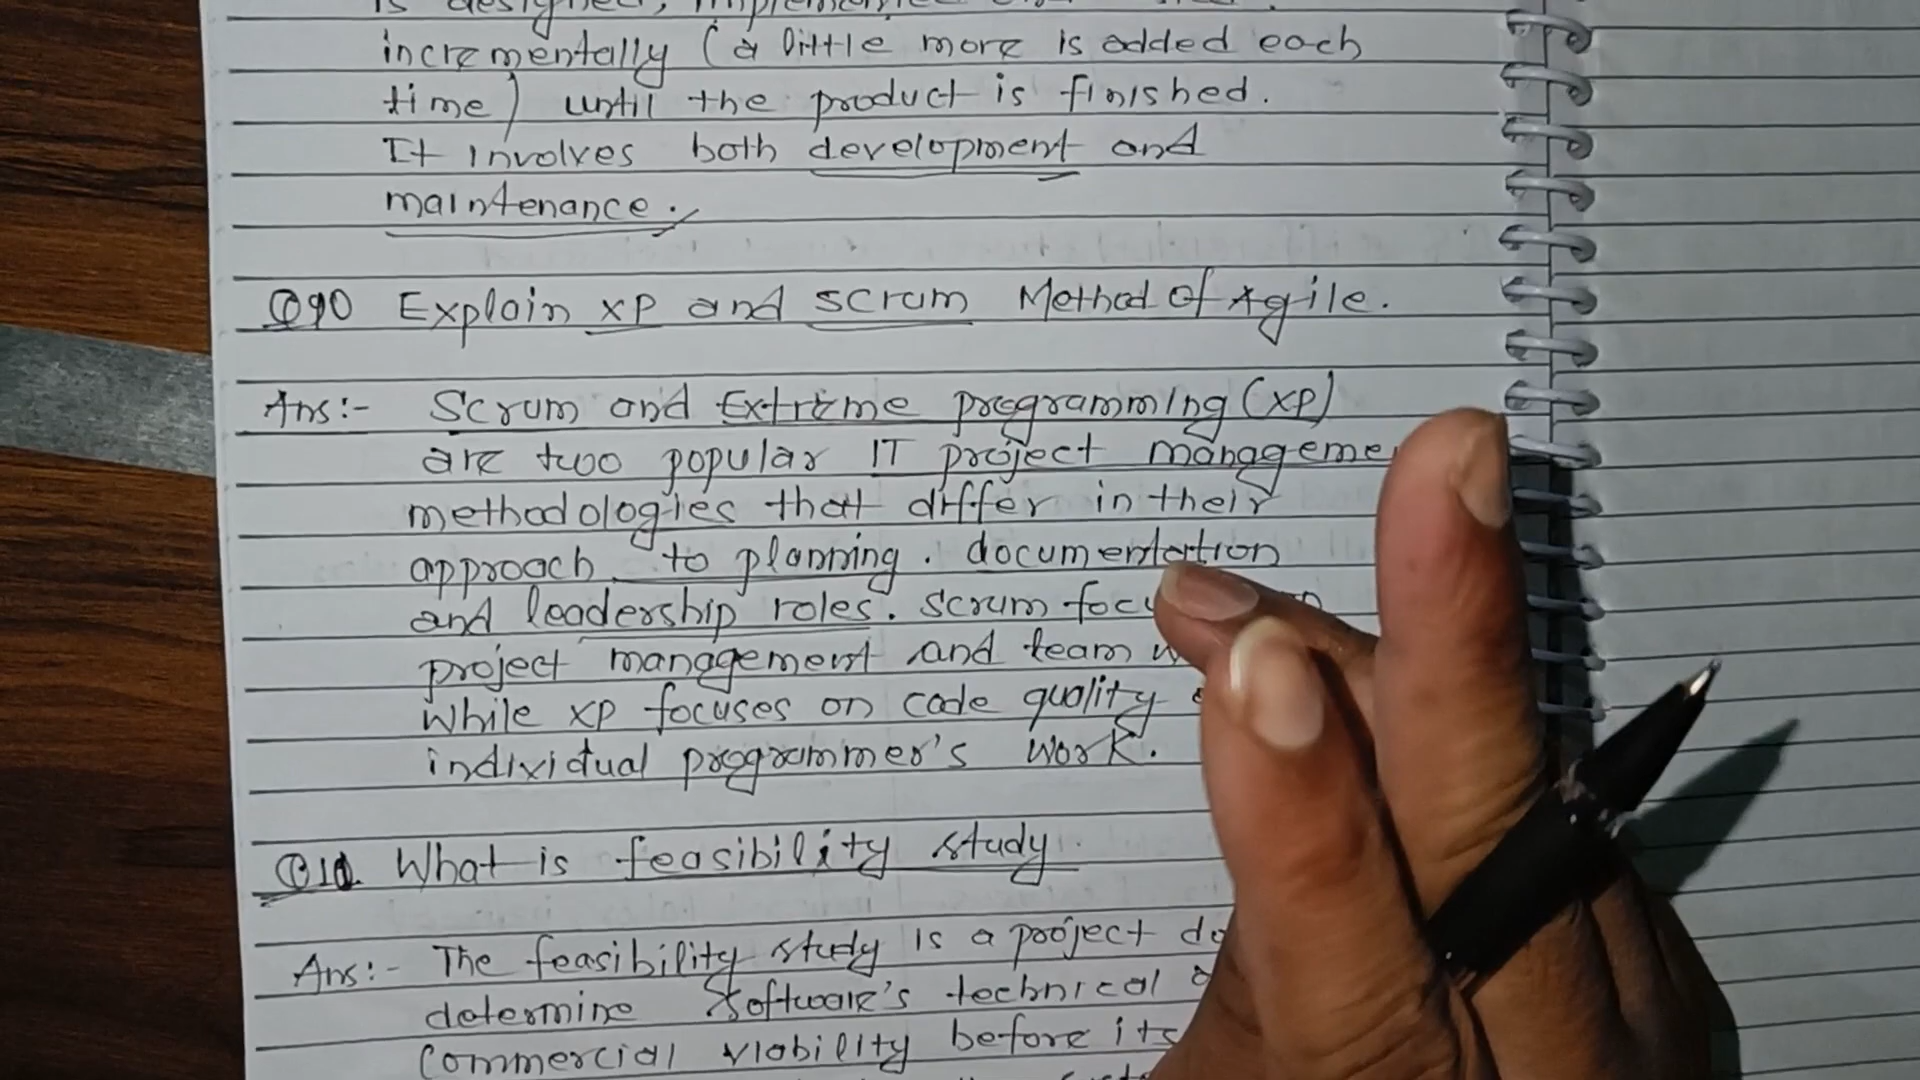 is designed,
incrementally (a little more is added each
time) until the product is finished.
It involves both development and
maintenance.
Q90 Explain XP and Scrum Method of Agile.
Ans:- Scrum and Extreme programming (XP)
are two popular IT project manageme
methodologies that differ in their
approach to planning. documentation
and leadership roles. Scrum focu
project management and team w
while XP focuses on code quality
individual programmer's work.
Q10. What is feasibility study.
Ans:- The feasibility study is a project do
determine software's technical a
commercial viability before its